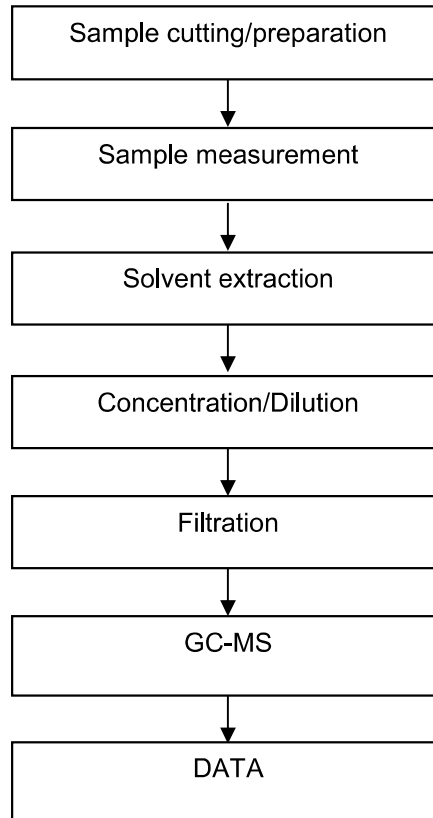 Sample cutting/preparation
Sample measurement
Solvent extraction
Concentration/Dilution
Filtration
GC-MS
DATA